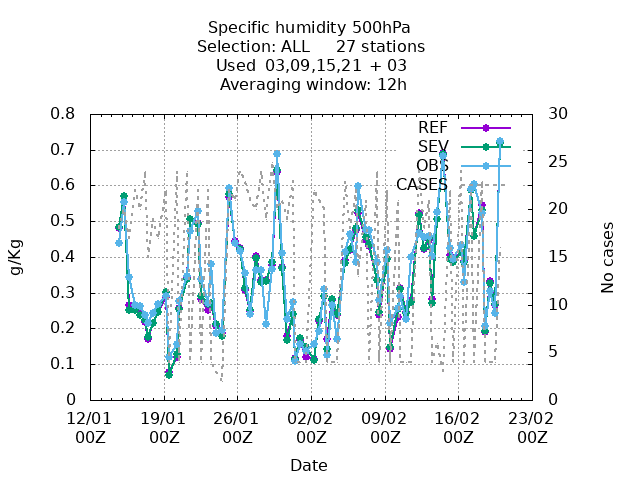 Specific humidity 500hPa
Selection: ALL 27 stations
Used 03,09,15,21 + 03
Averaging window: 12h
0.8
0.7
0.6
0.5
0.4
0.3
0.2
0.1
0
g/Kg
30
25
20
15
10
5
0
No cases
REF
SEV
OBS
CASES
12/01 19/01 26/01 02/02 09/02 16/02 23/02
00Z 00Z 00Z 00Z 00Z 00Z 00Z
Date